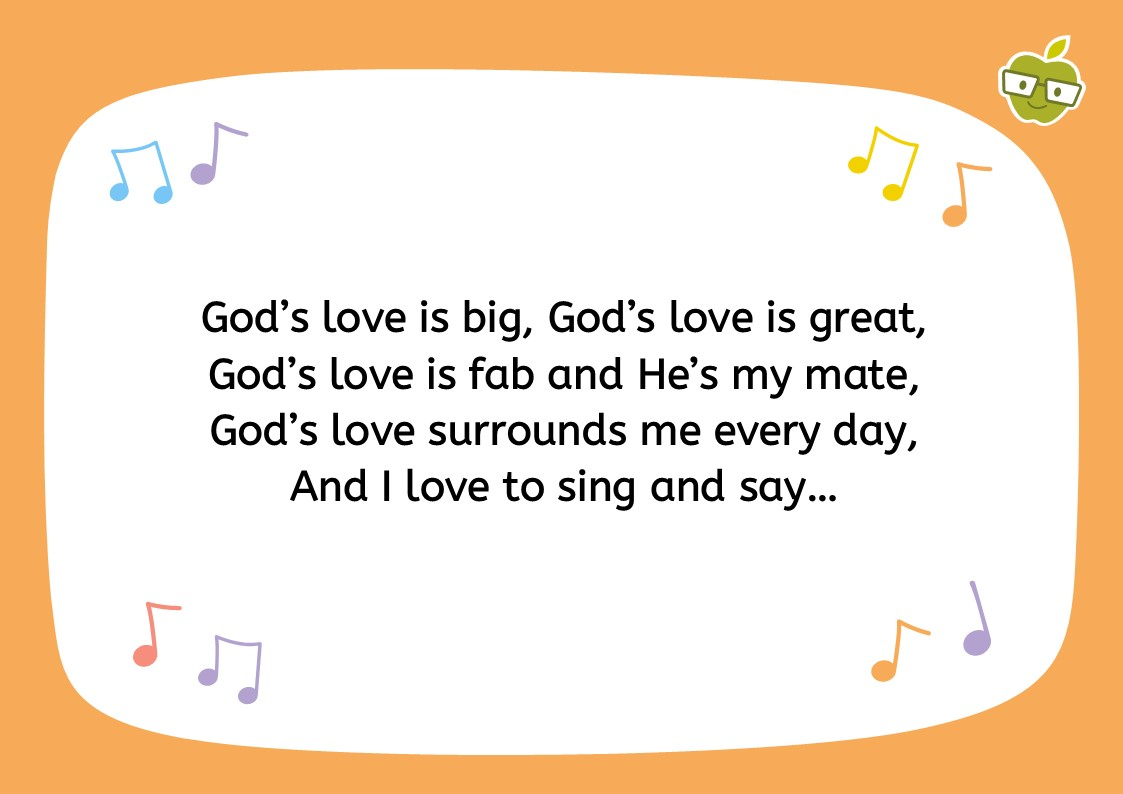 God’s love is big, God’s love is great,
God’s love is fab and He’s my mate,
God’s love surrounds me every day,
And I love to sing and say…